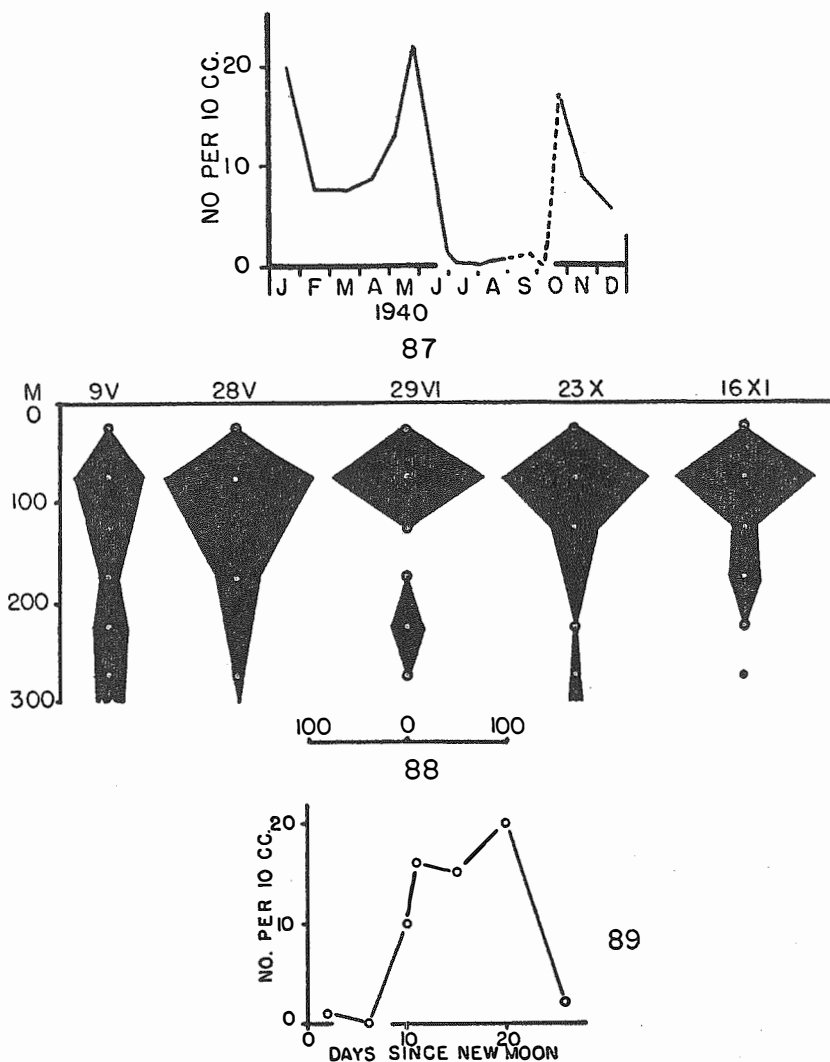 NO PER 10 CC.
20
10
0
J F M A M J J A S O N D
1940
87
M 9V 28V 29VI 23X 16XI
0
100
200
300
100 0 100
88
NO. PER 10 CC.
20
10
0
89
0 10 20
DAYS SINCE NEW MOON